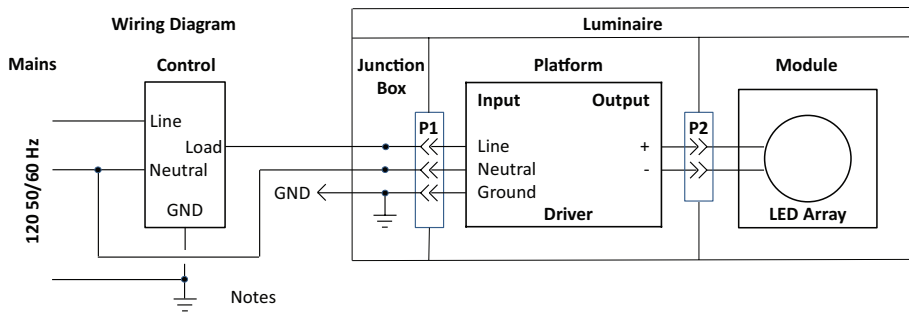 Wiring Diagram
Luminaire
Mains
Control
Junction
Box
Platform
Module
Input
Output
P1
P2
Line
Load
Neutral
GND
Line
Neutral
Ground
+
-
GND
Driver
LED Array
120 50/60 Hz
Notes